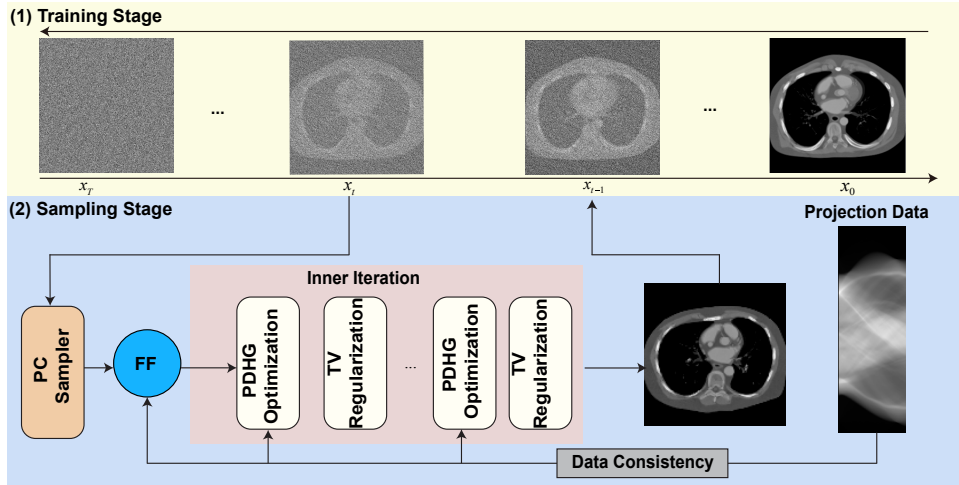 (1) Training Stage
...
...
x_T
x_t
x_{t-1}
x_0
(2) Sampling Stage
Projection Data
Inner Iteration
PC
Sampler
FF
PDHG
Optimization
TV
Regularization
...
PDHG
Optimization
TV
Regularization
Data Consistency